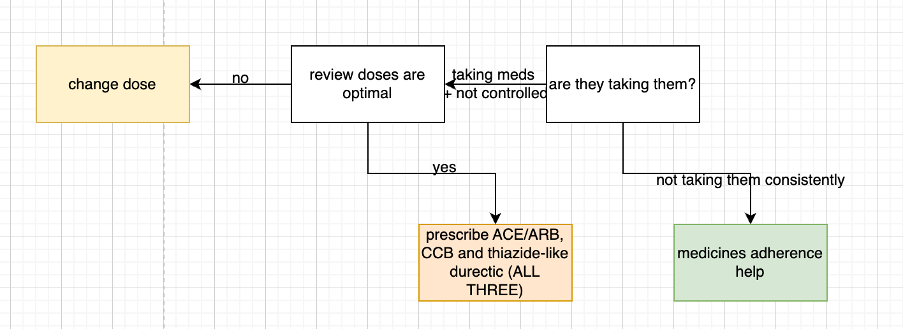 change dose
no
review doses are
optimal
taking meds
+ not controlled
are they taking them?
yes
not taking them consistently
prescribe ACE/ARB,
CCB and thiazide-like
durectic (ALL
THREE)
medicines adherence
help